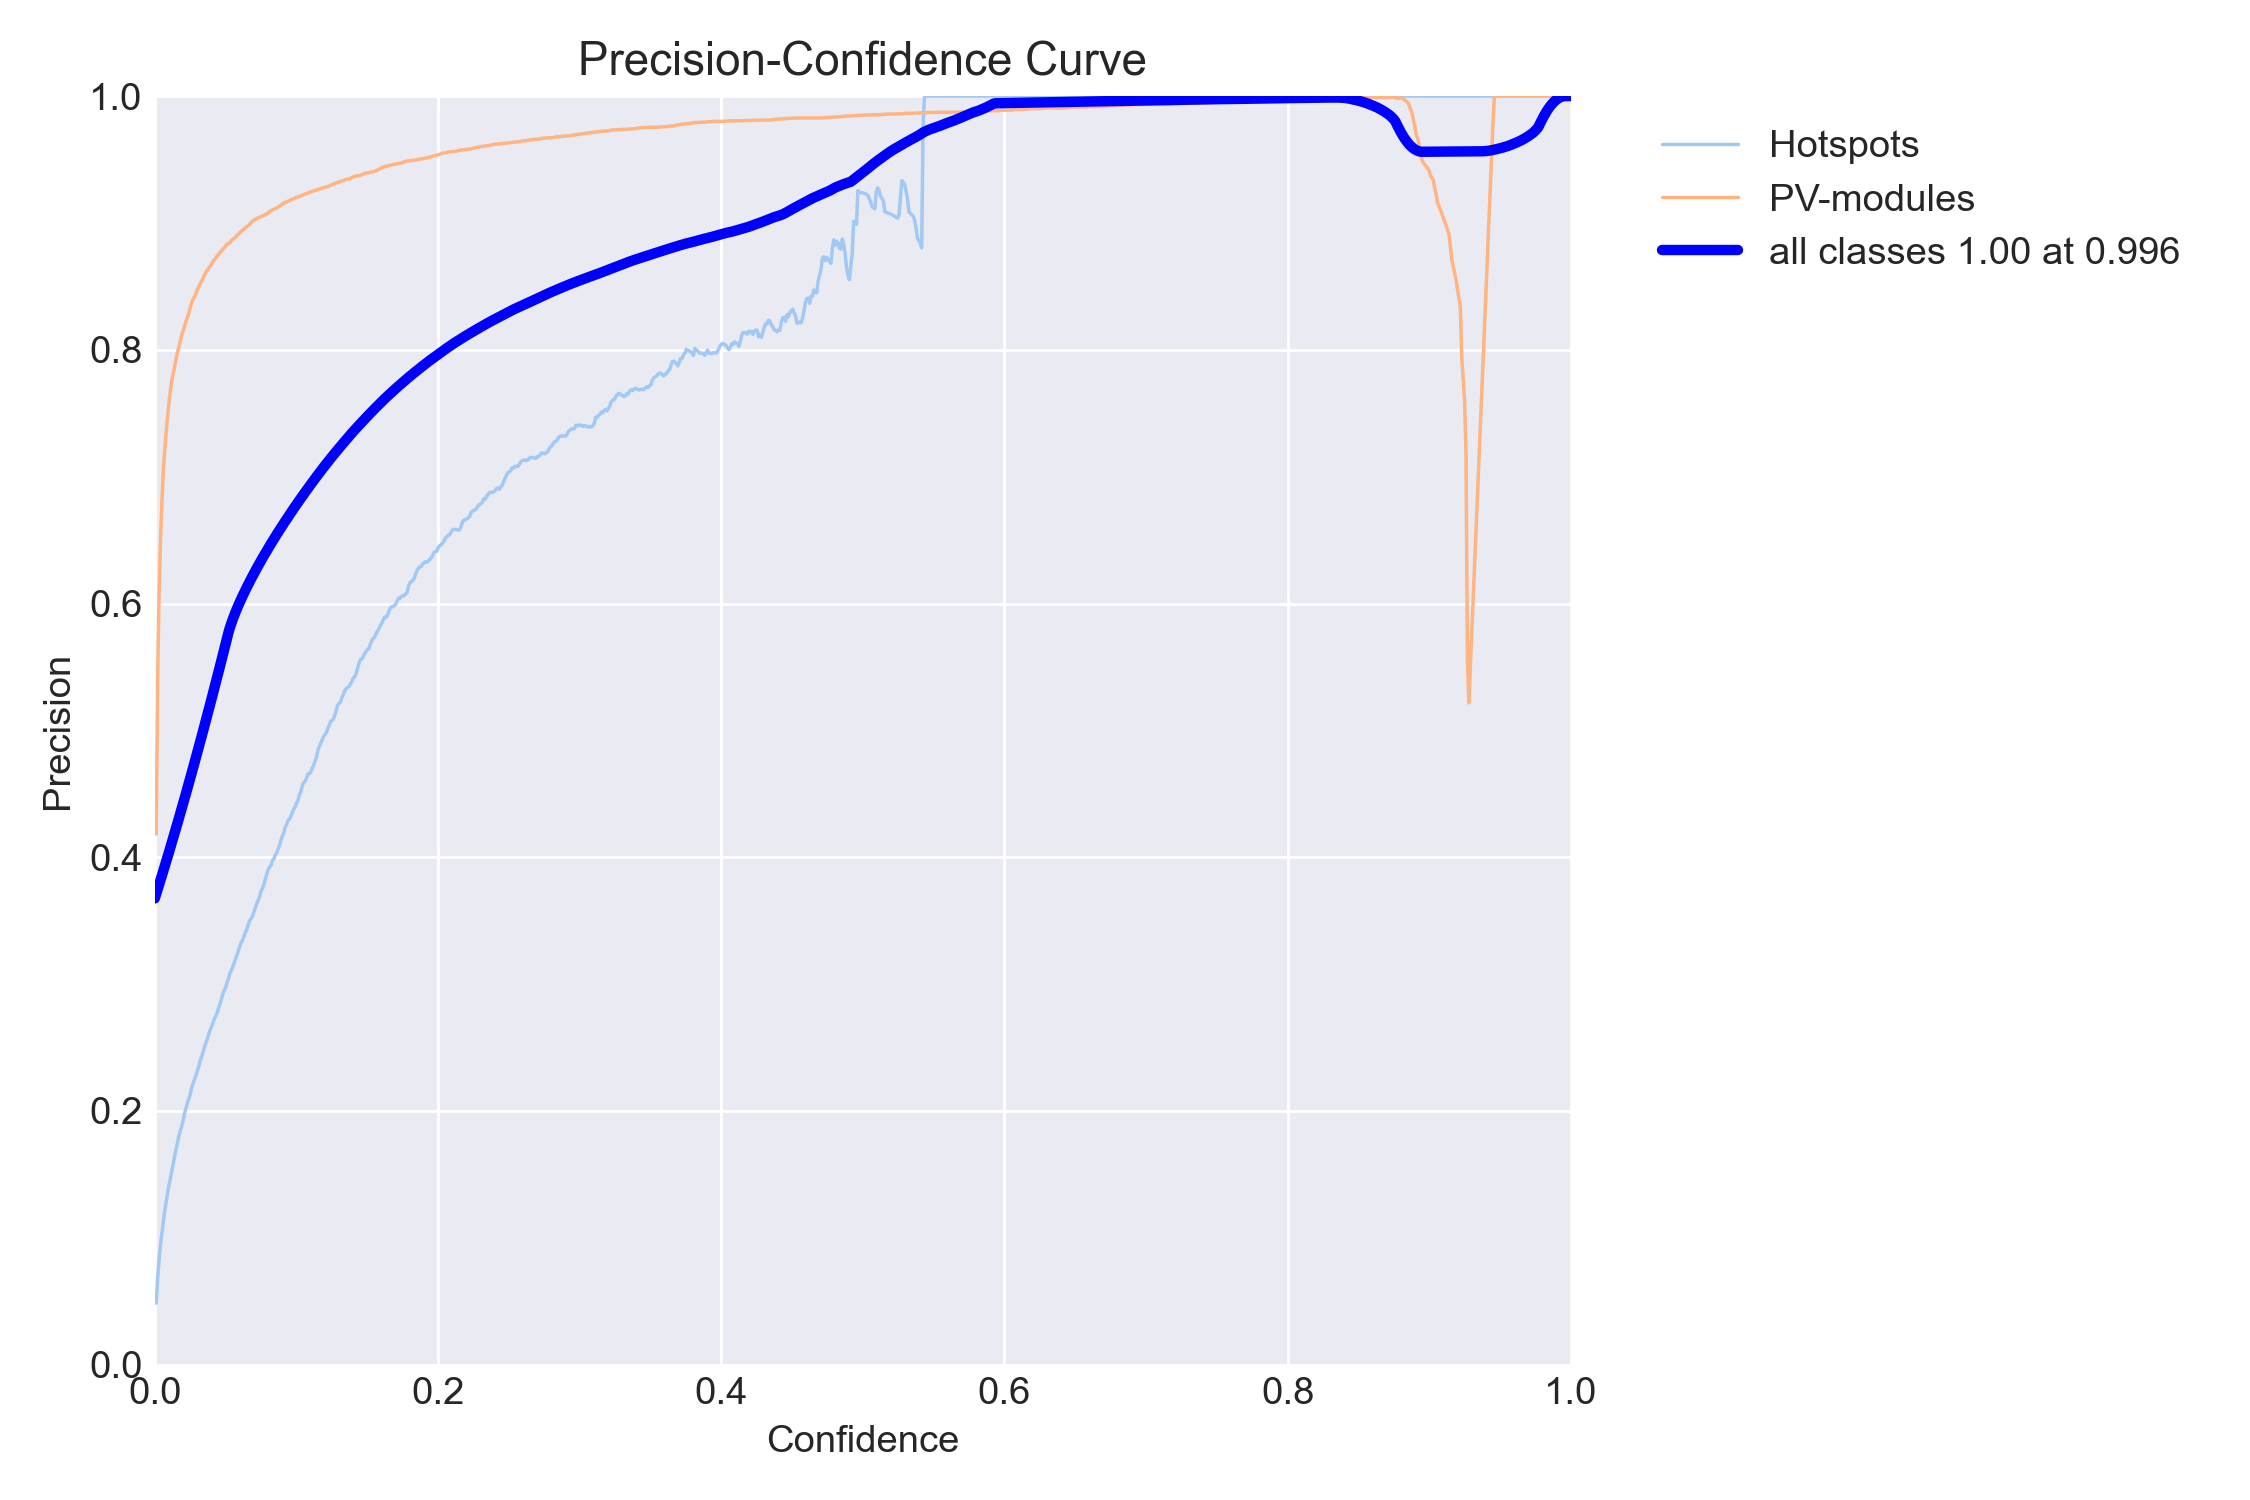 Precision-Confidence Curve
1.0
0.8
0.6
0.4
0.2
0.0
Precision
0.0 0.2 0.4 0.6 0.8 1.0
Confidence
Hotspots
PV-modules
all classes 1.00 at 0.996